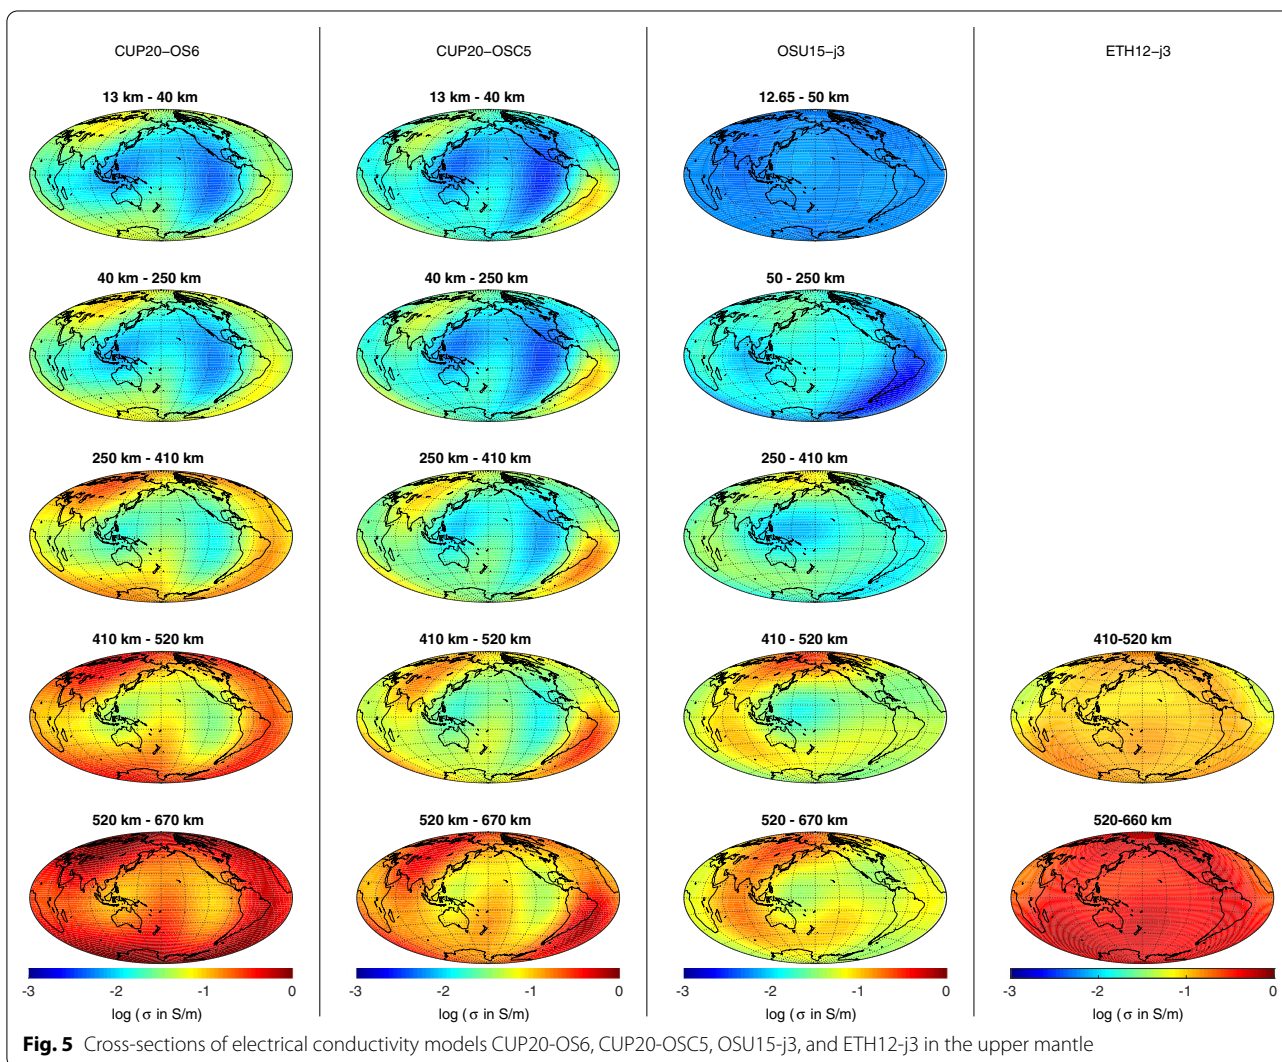 CUP20–OS6
CUP20–OSC5
OSU15–j3
ETH12–j3
13 km - 40 km
13 km - 40 km
12.65 - 50 km
40 km - 250 km
40 km - 250 km
50 - 250 km
250 km - 410 km
250 km - 410 km
250 - 410 km
410 km - 520 km
410 km - 520 km
410 - 520 km
410-520 km
520 km - 670 km
520 km - 670 km
520 - 670 km
520-660 km
-3 -2 -1 0
-3 -2 -1 0
-3 -2 -1 0
-3 -2 -1 0
log ( σ in S/m)
log ( σ in S/m)
log ( σ in S/m)
log ( σ in S/m)
Fig. 5 Cross-sections of electrical conductivity models CUP20-OS6, CUP20-OSC5, OSU15-j3, and ETH12-j3 in the upper mantle